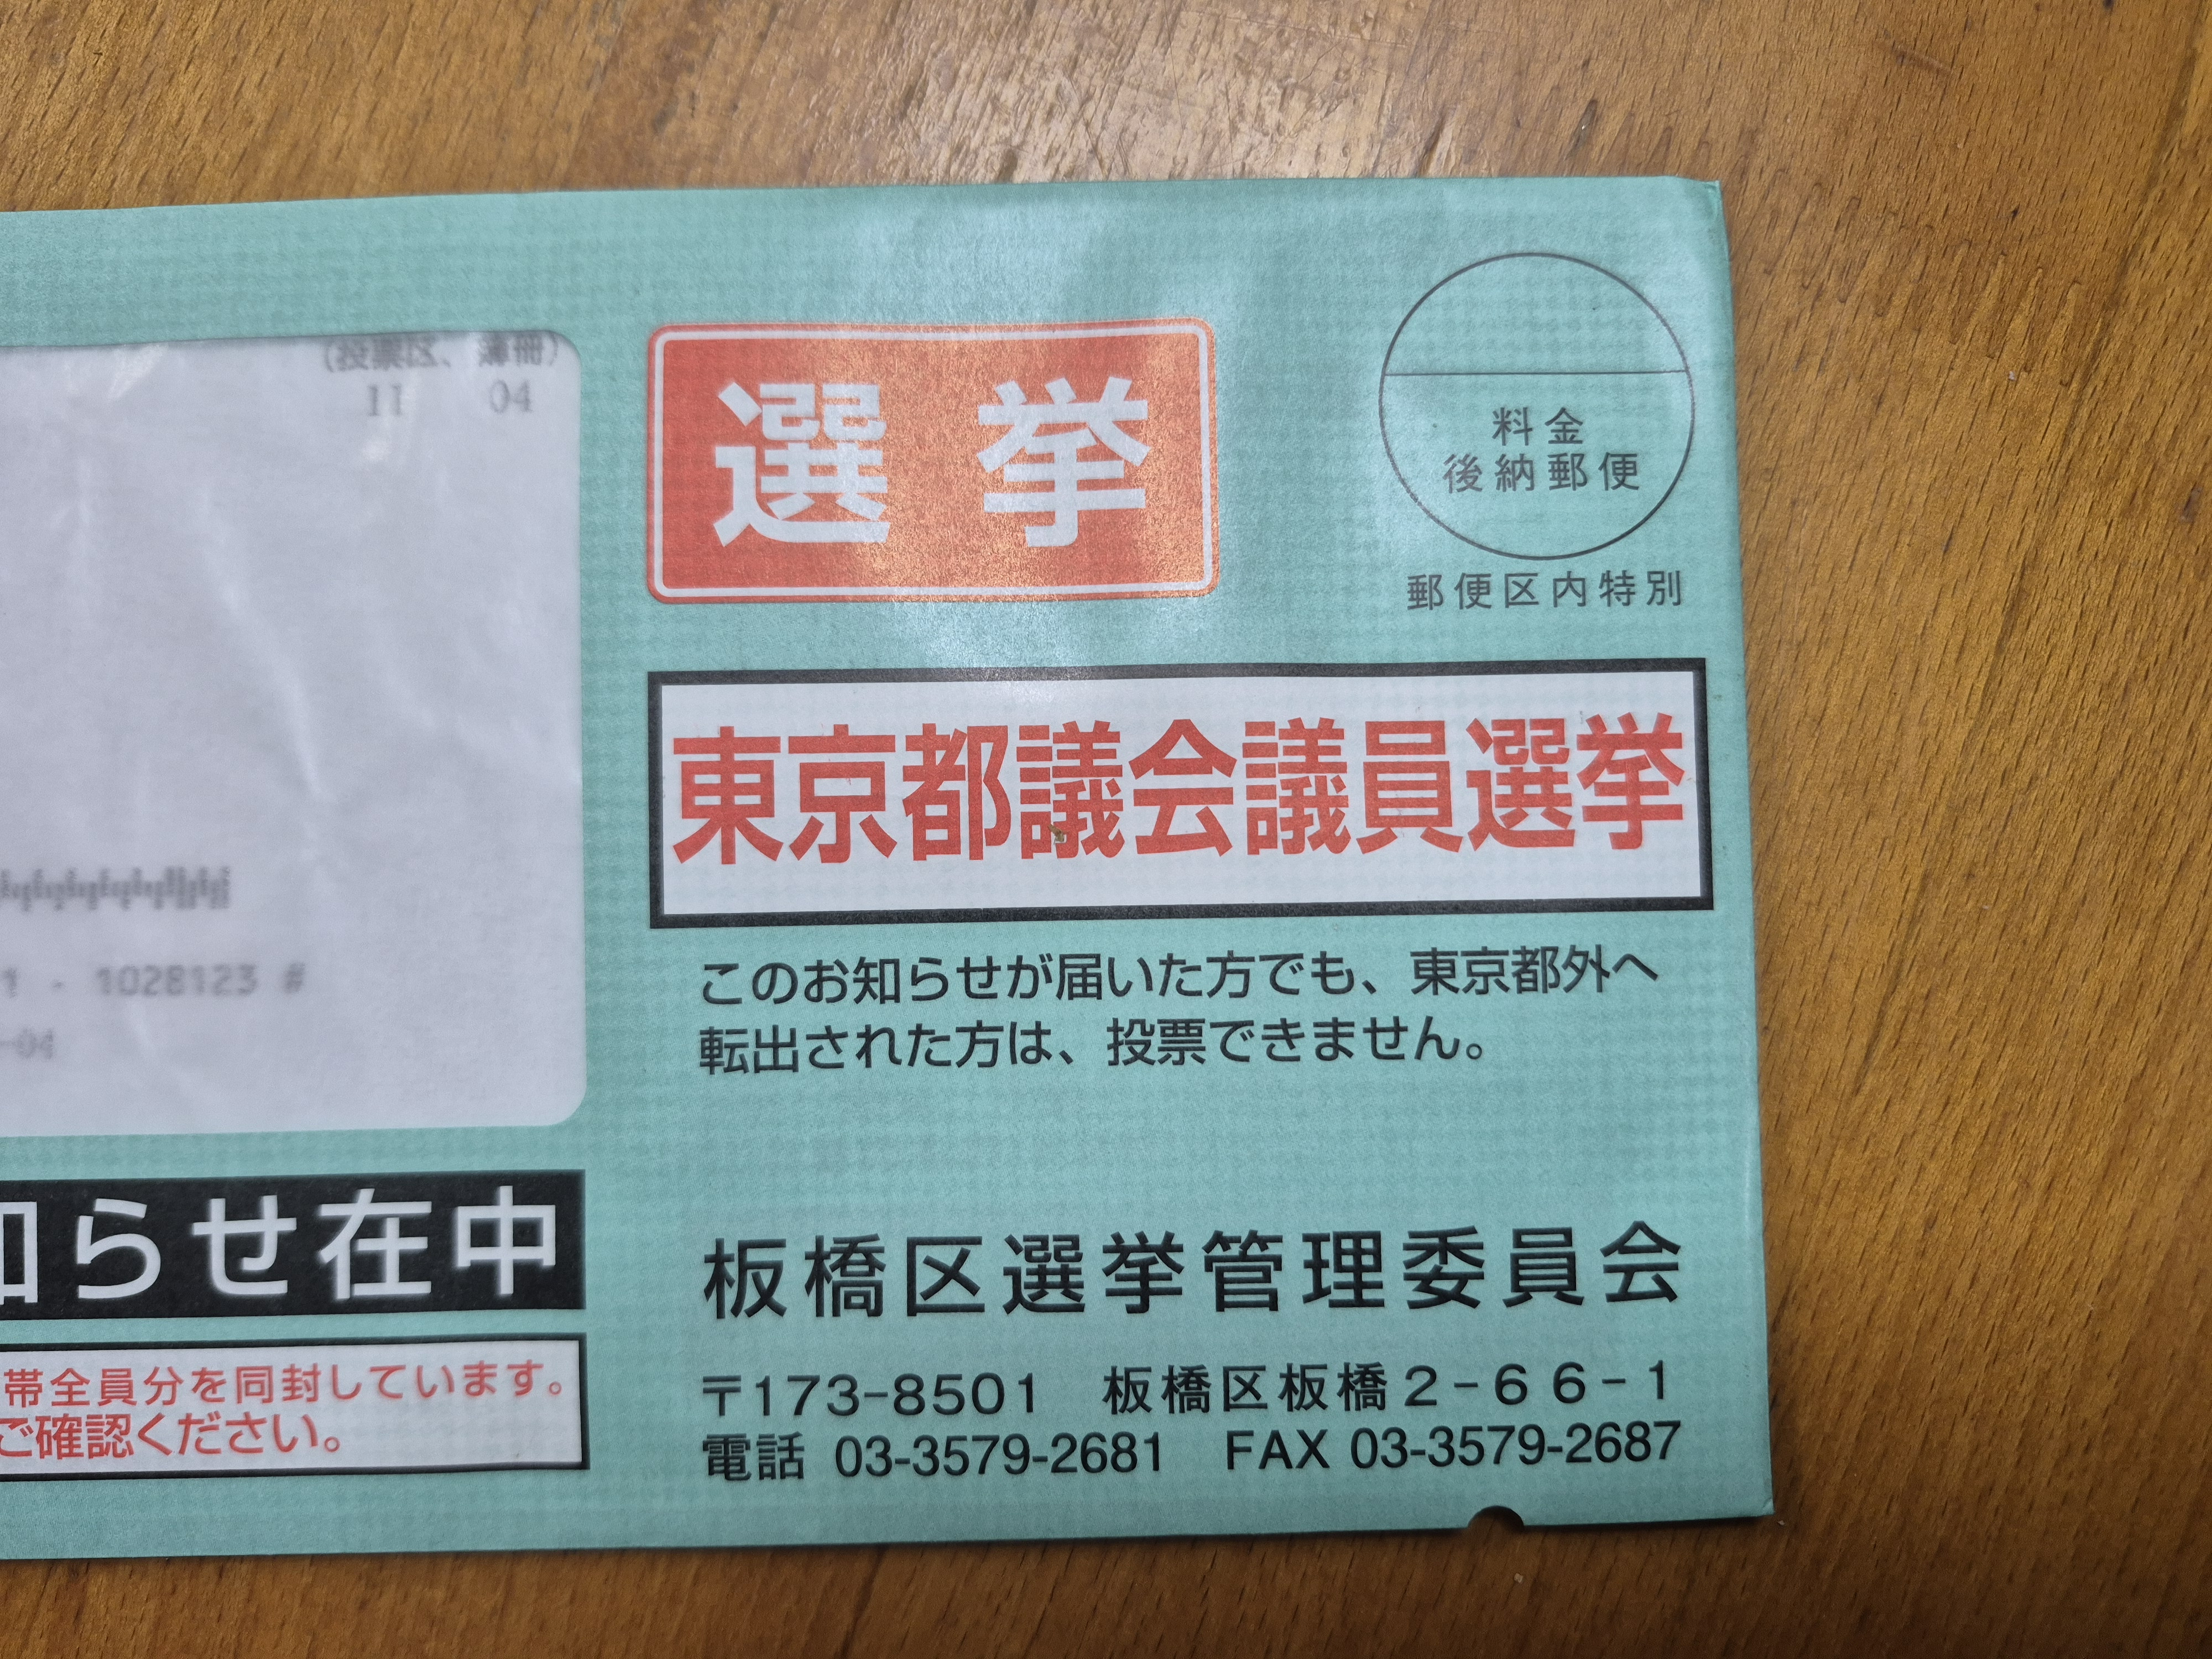 (投票区、簿冊)
11 04
1 - 1028123 #
-04
選挙
料金
後納郵便
郵便区内特別
東京都議会議員選挙
このお知らせが届いた方でも、東京都外へ
転出された方は、投票できません。
らせ在中
帯全員分を同封しています。
ご確認ください。
板橋区選挙管理委員会
〒173-8501 板橋区板橋2-66-1
電話 03-3579-2681 FAX 03-3579-2687